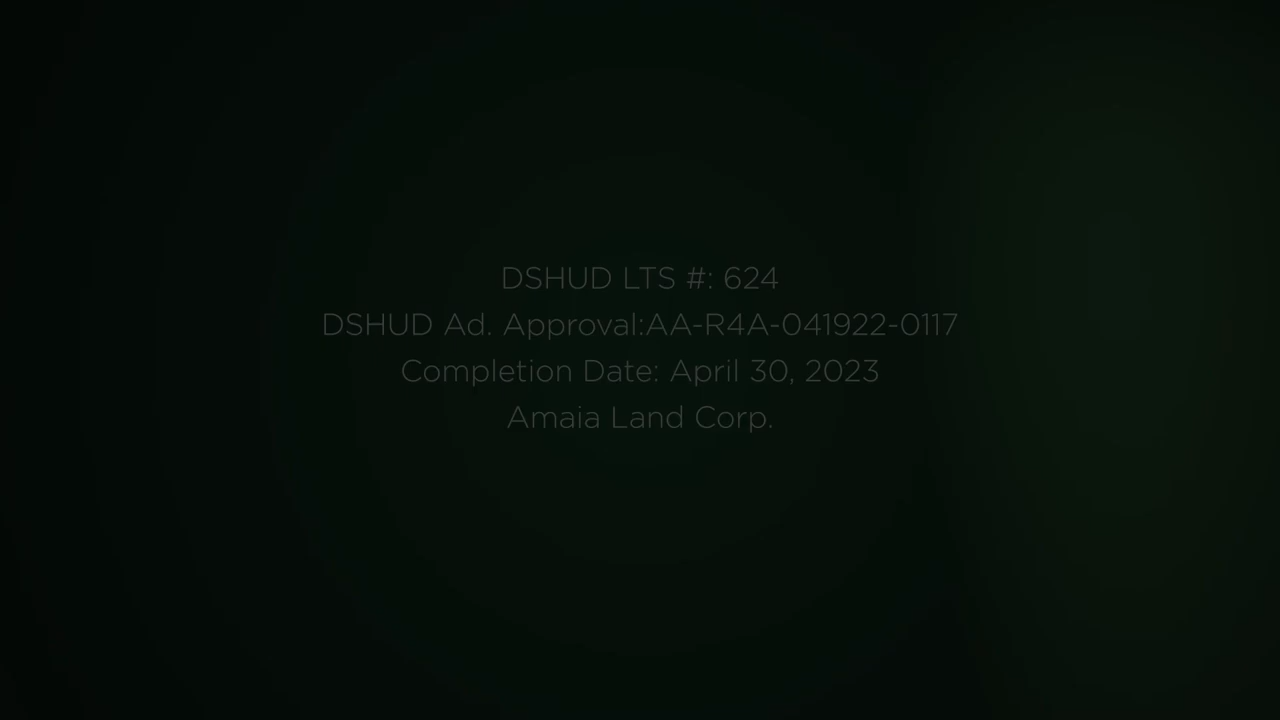 DSHUD LTS #: 624
DSHUD Ad. Approval:AA-R4A-041922-0117
Completion Date: April 30, 2023
Amaia Land Corp.